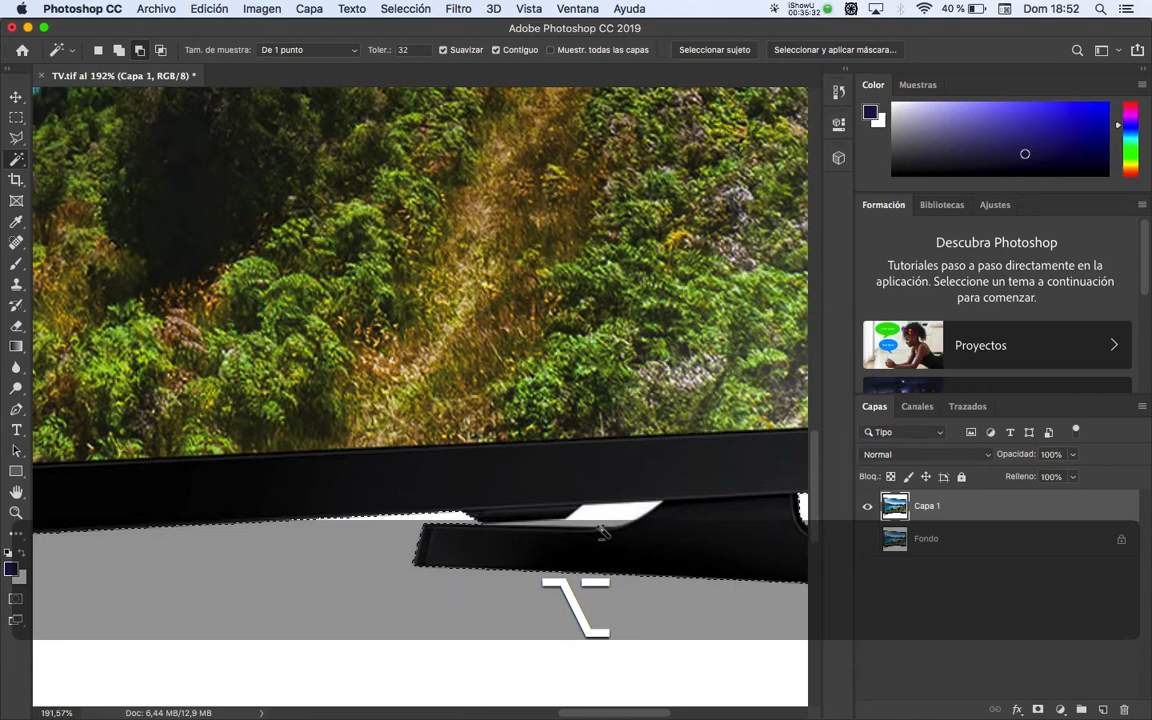 Photoshop CC Archivo Edición Imagen Capa Texto Selección Filtro 3D Vista Ventana Ayuda iShowU 00:35:32 40 % Dom 18:52
Adobe Photoshop CC 2019
Tam. de muestra: De 1 punto Toler.: 32 Suavizar Contiguo Muestr. todas las capas Seleccionar sujeto Seleccionar y aplicar máscara...
TV.tif al 192% (Capa 1, RGB/8) *
Color Muestras
Formación Bibliotecas Ajustes
Descubra Photoshop
Tutoriales paso a paso directamente en la
aplicación. Seleccione un tema a continuación
para comenzar.
Proyectos
Capas Canales Trazados
Tipo
Normal Opacidad: 100%
Bloq.: Relleno: 100%
Capa 1
Fondo
⌥
191,57% Doc: 6,44 MB/12,9 MB